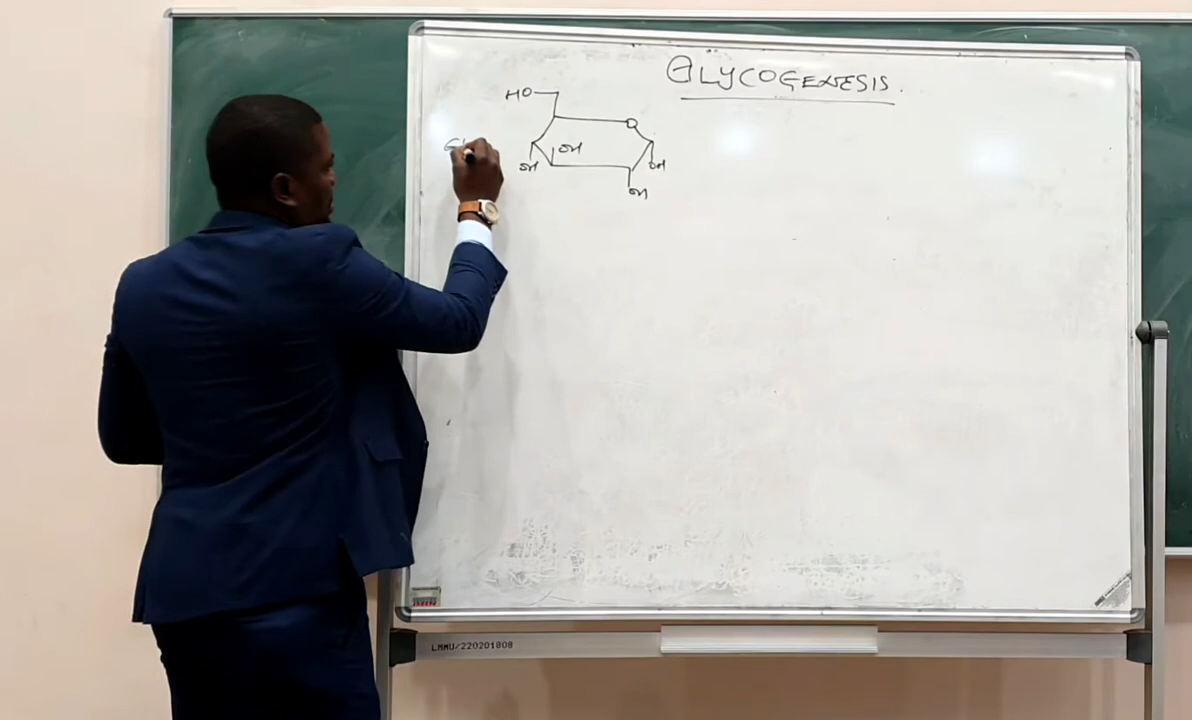 GLYCOGENESIS.
HO
OH
OH OH
OH
LMMU/220201808